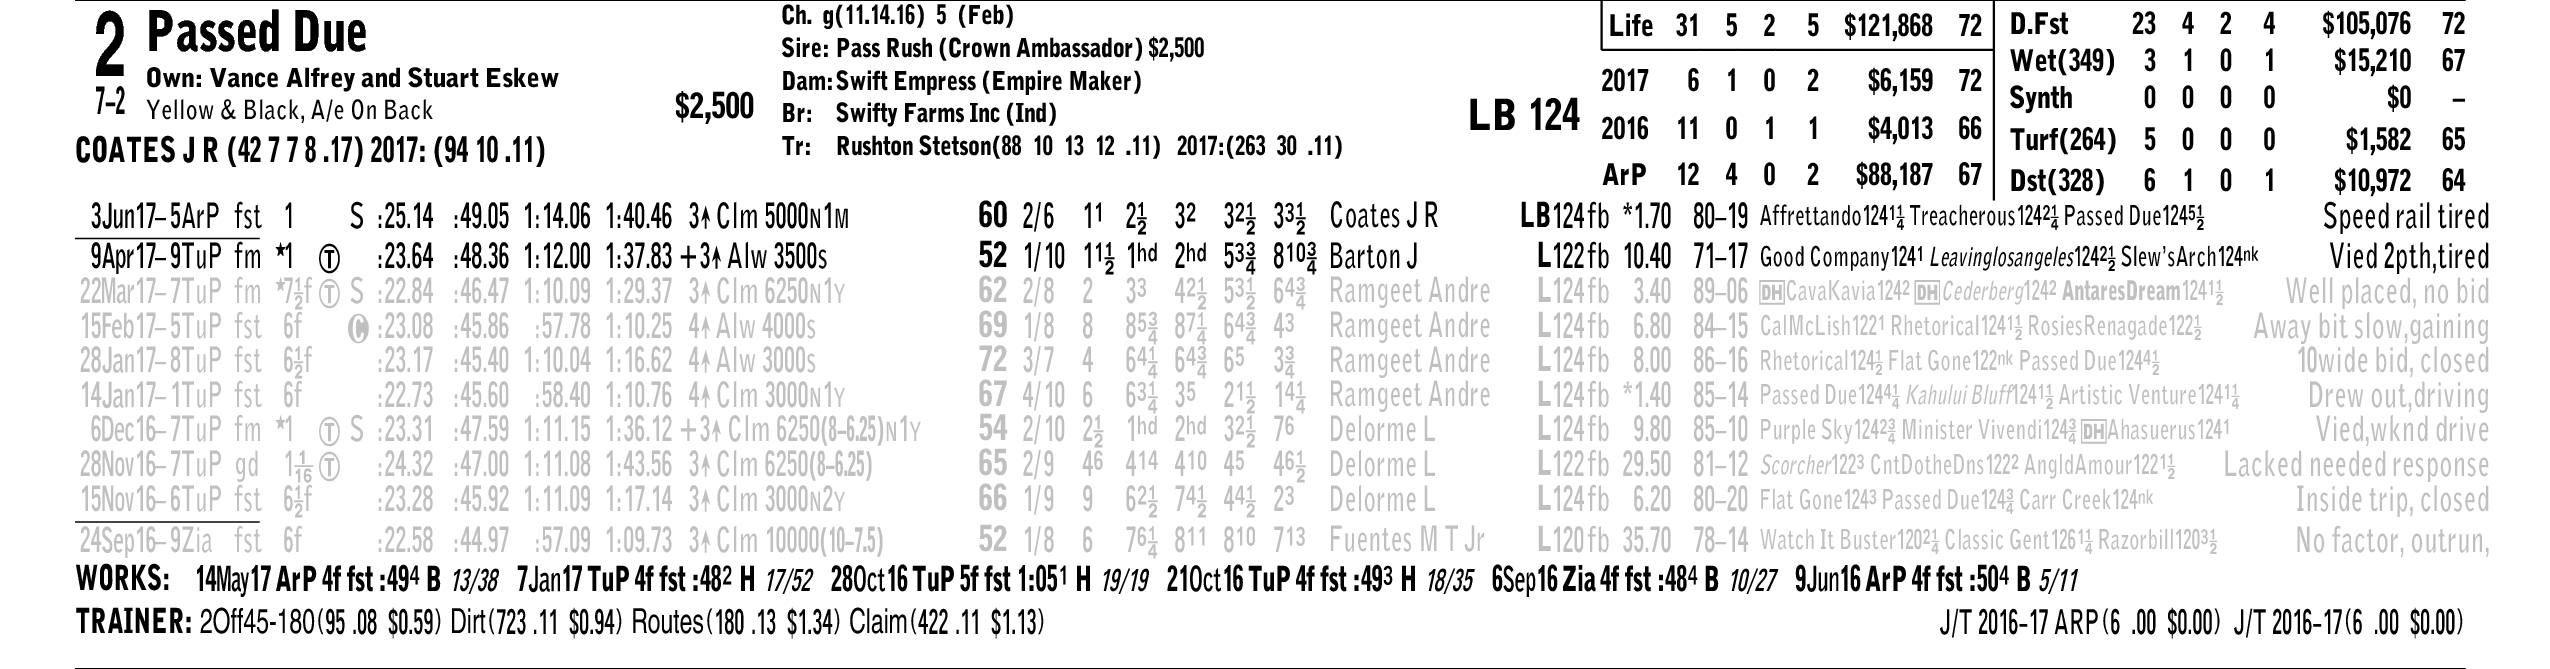 2 Passed Due
Own: Vance Alfrey and Stuart Eskew
7–2 Yellow & Black, A/e On Back $2,500
COATES J R (42 7 7 8 .17) 2017: (94 10 .11)
Ch. g(11.14.16) 5 (Feb)
Sire: Pass Rush (Crown Ambassador) $2,500
Dam: Swift Empress (Empire Maker)
Br: Swifty Farms Inc (Ind)
Tr: Rushton Stetson(88 10 13 12 .11) 2017:(263 30 .11)
LB 124
Life 31 5 2 5 $121,868 72
2017 6 1 0 2 $6,159 72
2016 11 0 1 1 $4,013 66
ArP 12 4 0 2 $88,187 67
D.Fst 23 4 2 4 $105,076 72
Wet(349) 3 1 0 1 $15,210 67
Synth 0 0 0 0 $0 –
Turf(264) 5 0 0 0 $1,582 65
Dst(328) 6 1 0 1 $10,972 64
3Jun17–5ArP fst 1 S :25.14 :49.05 1:14.06 1:40.46 3↑ Clm 5000N1M 60 2/6 1¹ 2½ 3² 3²½ 3³½ Coates J R LB124fb *1.70 80–19 Affrettando124¹¼ Treacherous124²¼ Passed Due124⁵½ Speed rail tired
9Apr17–9TuP fm *1 Ⓣ :23.64 :48.36 1:12.00 1:37.83 +3↑ Alw 3500s 52 1/10 1¹½ 1hd 2hd 5³¾ 8¹⁰¾ Barton J L122fb 10.40 71–17 Good Company124¹ Leavinglosangeles124²½ Slew'sArch124nk Vied 2pth,tired
22Mar17–7TuP fm *7½f Ⓣ S :22.84 :46.47 1:10.09 1:29.37 3↑ Clm 6250N1Y 62 2/8 2 3³ 4²½ 5³½ 6⁴¾ Ramgeet Andre L124fb 3.40 89–06 DH CavaKavia124² DH Cederberg124² AntaresDream124¹½ Well placed, no bid
15Feb17–5TuP fst 6f C :23.08 :45.86 :57.78 1:10.25 4↑ Alw 4000s 69 1/8 8 8⁵¾ 8⁷¼ 6⁴¾ 4³ Ramgeet Andre L124fb 6.80 84–15 CalMcLish122¹ Rhetorical124¹½ RosiesRenagade122½ Away bit slow,gaining
28Jan17–8TuP fst 6½f :23.17 :45.40 1:10.04 1:16.62 4↑ Alw 3000s 72 3/7 4 6⁴¼ 6⁴¾ 6⁵ 3¾ Ramgeet Andre L124fb 8.00 86–16 Rhetorical124½ Flat Gone122nk Passed Due124⁴½ 10wide bid, closed
14Jan17–1TuP fst 6f :22.73 :45.60 :58.40 1:10.76 4↑ Clm 3000N1Y 67 4/10 6 6³¼ 3⁵ 2¹½ 1⁴¼ Ramgeet Andre L124fb *1.40 85–14 Passed Due124⁴¼ Kahului Bluff124¹½ Artistic Venture124¹¼ Drew out,driving
6Dec16–7TuP fm *1 Ⓣ S :23.31 :47.59 1:11.15 1:36.12 +3↑ Clm 6250(8–6.25)N1Y 54 2/10 2½ 1hd 2hd 3²½ 7⁶ Delorme L L124fb 9.80 85–10 Purple Sky124²¾ Minister Vivendi124¾ DH Ahasuerus124¹ Vied,wknd drive
28Nov16–7TuP gd 1 1/16 Ⓣ :24.32 :47.00 1:11.08 1:43.56 3↑ Clm 6250(8–6.25) 65 2/9 4⁶ 4¹⁴ 4¹⁰ 4⁵ 4⁶½ Delorme L L122fb 29.50 81–12 Scorcher122³ CntDotheDns122² AngldAmour122¹½ Lacked needed response
15Nov16–6TuP fst 6½f :23.28 :45.92 1:11.09 1:17.14 3↑ Clm 3000N2Y 66 1/9 9 6²½ 7⁴½ 4⁴½ 2³ Delorme L L124fb 6.20 80–20 Flat Gone124³ Passed Due124¾ Carr Creek124nk Inside trip, closed
24Sep16–9Zia fst 6f :22.58 :44.97 :57.09 1:09.73 3↑ Clm 10000(10–7.5) 52 1/8 6 7⁶¼ 8¹¹ 8¹⁰ 7¹³ Fuentes M T Jr L120fb 35.70 78–14 Watch It Buster120²¼ Classic Gent126¹¼ Razorbill120³½ No factor, outrun,
WORKS: 14May17 ArP 4f fst :49⁴ B 13/38 7Jan17 TuP 4f fst :48² H 17/52 28Oct16 TuP 5f fst 1:05¹ H 19/19 21Oct16 TuP 4f fst :49³ H 18/35 6Sep16 Zia 4f fst :48⁴ B 10/27 9Jun16 ArP 4f fst :50⁴ B 5/11
TRAINER: 2Off45-180(95 .08 $0.59) Dirt(723 .11 $0.94) Routes(180 .13 $1.34) Claim(422 .11 $1.13) J/T 2016–17 ARP(6 .00 $0.00) J/T 2016–17(6 .00 $0.00)